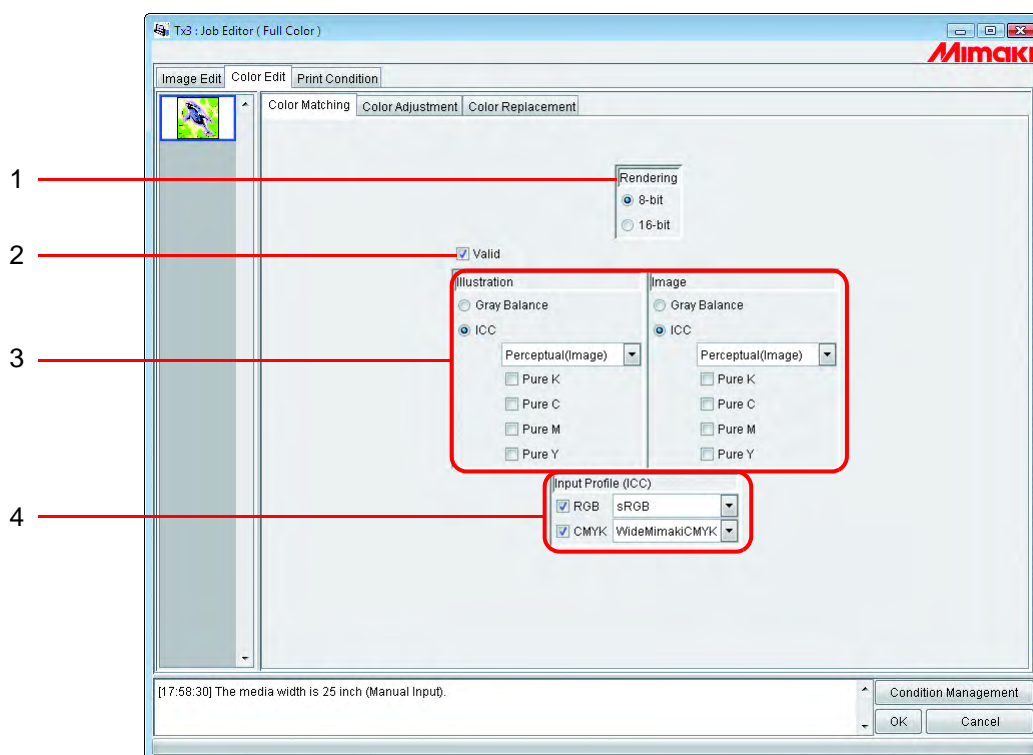 Tx3 : Job Editor ( Full Color )
Mimaki
Image Edit Color Edit Print Condition
Color Matching Color Adjustment Color Replacement
1
Rendering
8-bit
16-bit
2
Valid
Illustration Image
Gray Balance Gray Balance
ICC ICC
3
Perceptual(Image) Perceptual(Image)
Pure K Pure K
Pure C Pure C
Pure M Pure M
Pure Y Pure Y
Input Profile (ICC)
4
RGB sRGB
CMYK WideMimakiCMYK
[17:58:30] The media width is 25 inch (Manual Input).
Condition Management
OK Cancel